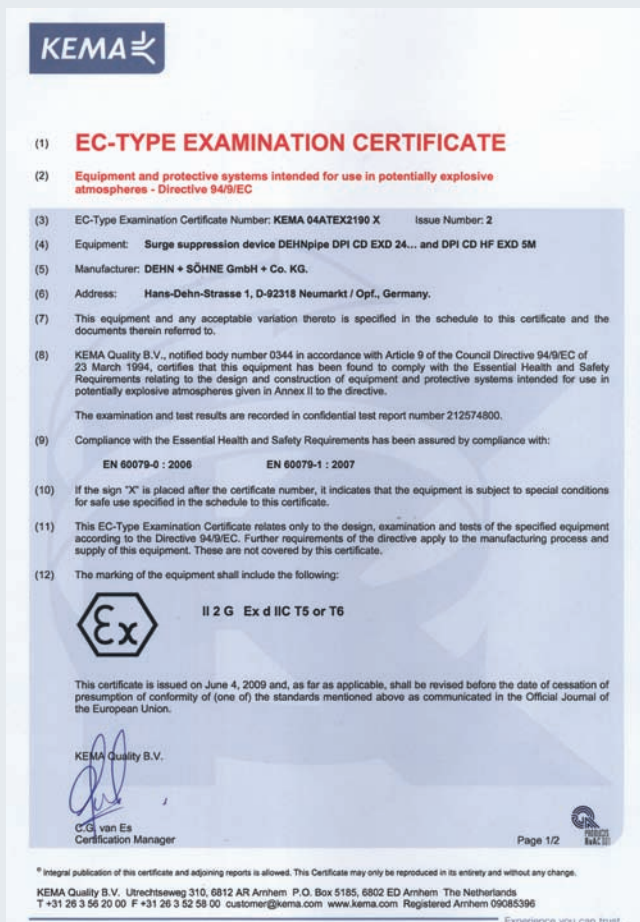 KEMA
(1) EC-TYPE EXAMINATION CERTIFICATE
(2) Equipment and protective systems intended for use in potentially explosive
atmospheres - Directive 94/9/EC
(3) EC-Type Examination Certificate Number: KEMA 04ATEX2190 X Issue Number: 2
(4) Equipment: Surge suppression device DEHNpipe DPI CD EXD 24... and DPI CD HF EXD 5M
(5) Manufacturer: DEHN + SÖHNE GmbH + Co. KG.
(6) Address: Hans-Dehn-Strasse 1, D-92318 Neumarkt / Opf., Germany.
(7) This equipment and any acceptable variation thereto is specified in the schedule to this certificate and the
documents therein referred to.
(8) KEMA Quality B.V., notified body number 0344 in accordance with Article 9 of the Council Directive 94/9/EC of
23 March 1994, certifies that this equipment has been found to comply with the Essential Health and Safety
Requirements relating to the design and construction of equipment and protective systems intended for use in
potentially explosive atmospheres given in Annex II to the directive.
The examination and test results are recorded in confidential test report number 212574800.
(9) Compliance with the Essential Health and Safety Requirements has been assured by compliance with:
EN 60079-0 : 2006 EN 60079-1 : 2007
(10) If the sign "X" is placed after the certificate number, it indicates that the equipment is subject to special conditions
for safe use specified in the schedule to this certificate.
(11) This EC-Type Examination Certificate relates only to the design, examination and tests of the specified equipment
according to the Directive 94/9/EC. Further requirements of the directive apply to the manufacturing process and
supply of this equipment. These are not covered by this certificate.
(12) The marking of the equipment shall include the following:
Ex II 2 G Ex d IIC T5 or T6
This certificate is issued on June 4, 2009 and, as far as applicable, shall be revised before the date of cessation of
presumption of conformity of (one of) the standards mentioned above as communicated in the Official Journal of
the European Union.
KEMA Quality B.V.
C.G. van Es
Certification Manager
Page 1/2
PRODUCTS
RvA C 001
© Integral publication of this certificate and adjoining reports is allowed. This Certificate may only be reproduced in its entirety and without any change.
KEMA Quality B.V. Utrechtseweg 310, 6812 AR Arnhem P.O. Box 5185, 6802 ED Arnhem The Netherlands
T +31 26 3 56 20 00 F +31 26 3 52 58 00 customer@kema.com www.kema.com Registered Arnhem 09085396
Experience you can trust